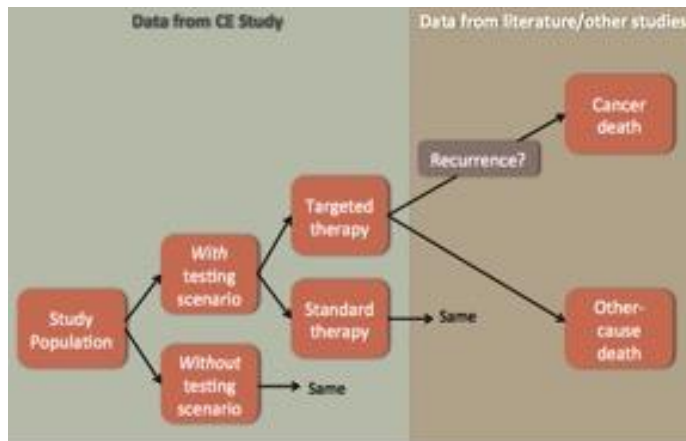 Data from CE Study
Data from literature/other studies
Cancer
death
Recurrence?
Targeted
therapy
With
testing
scenario
Standard
therapy
Same
Study
Population
Other-
cause
death
Without
testing
scenario
Same